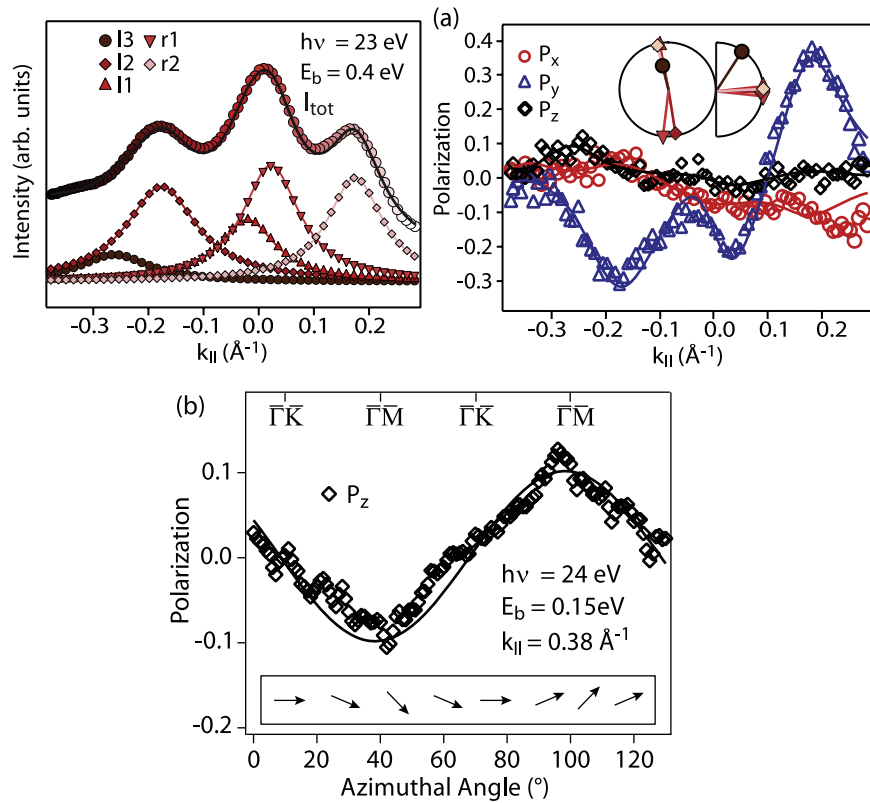 l3 r1
l2 r2
l1
hν = 23 eV
E_b = 0.4 eV
I_tot
Intensity (arb. units)
-0.3 -0.2 -0.1 0.0 0.1 0.2
k_II (Å⁻¹)
(a)
P_x
P_y
P_z
Polarization
0.4
0.3
0.2
0.1
0.0
-0.1
-0.2
-0.3
-0.3 -0.2 -0.1 0.0 0.1 0.2
k_II (Å⁻¹)
(b)
Γ̅K̅ Γ̅M̅ Γ̅K̅ Γ̅M̅
P_z
Polarization
0.1
0.0
-0.1
-0.2
hν = 24 eV
E_b = 0.15eV
k_II = 0.38 Å⁻¹
0 20 40 60 80 100 120
Azimuthal Angle (°)